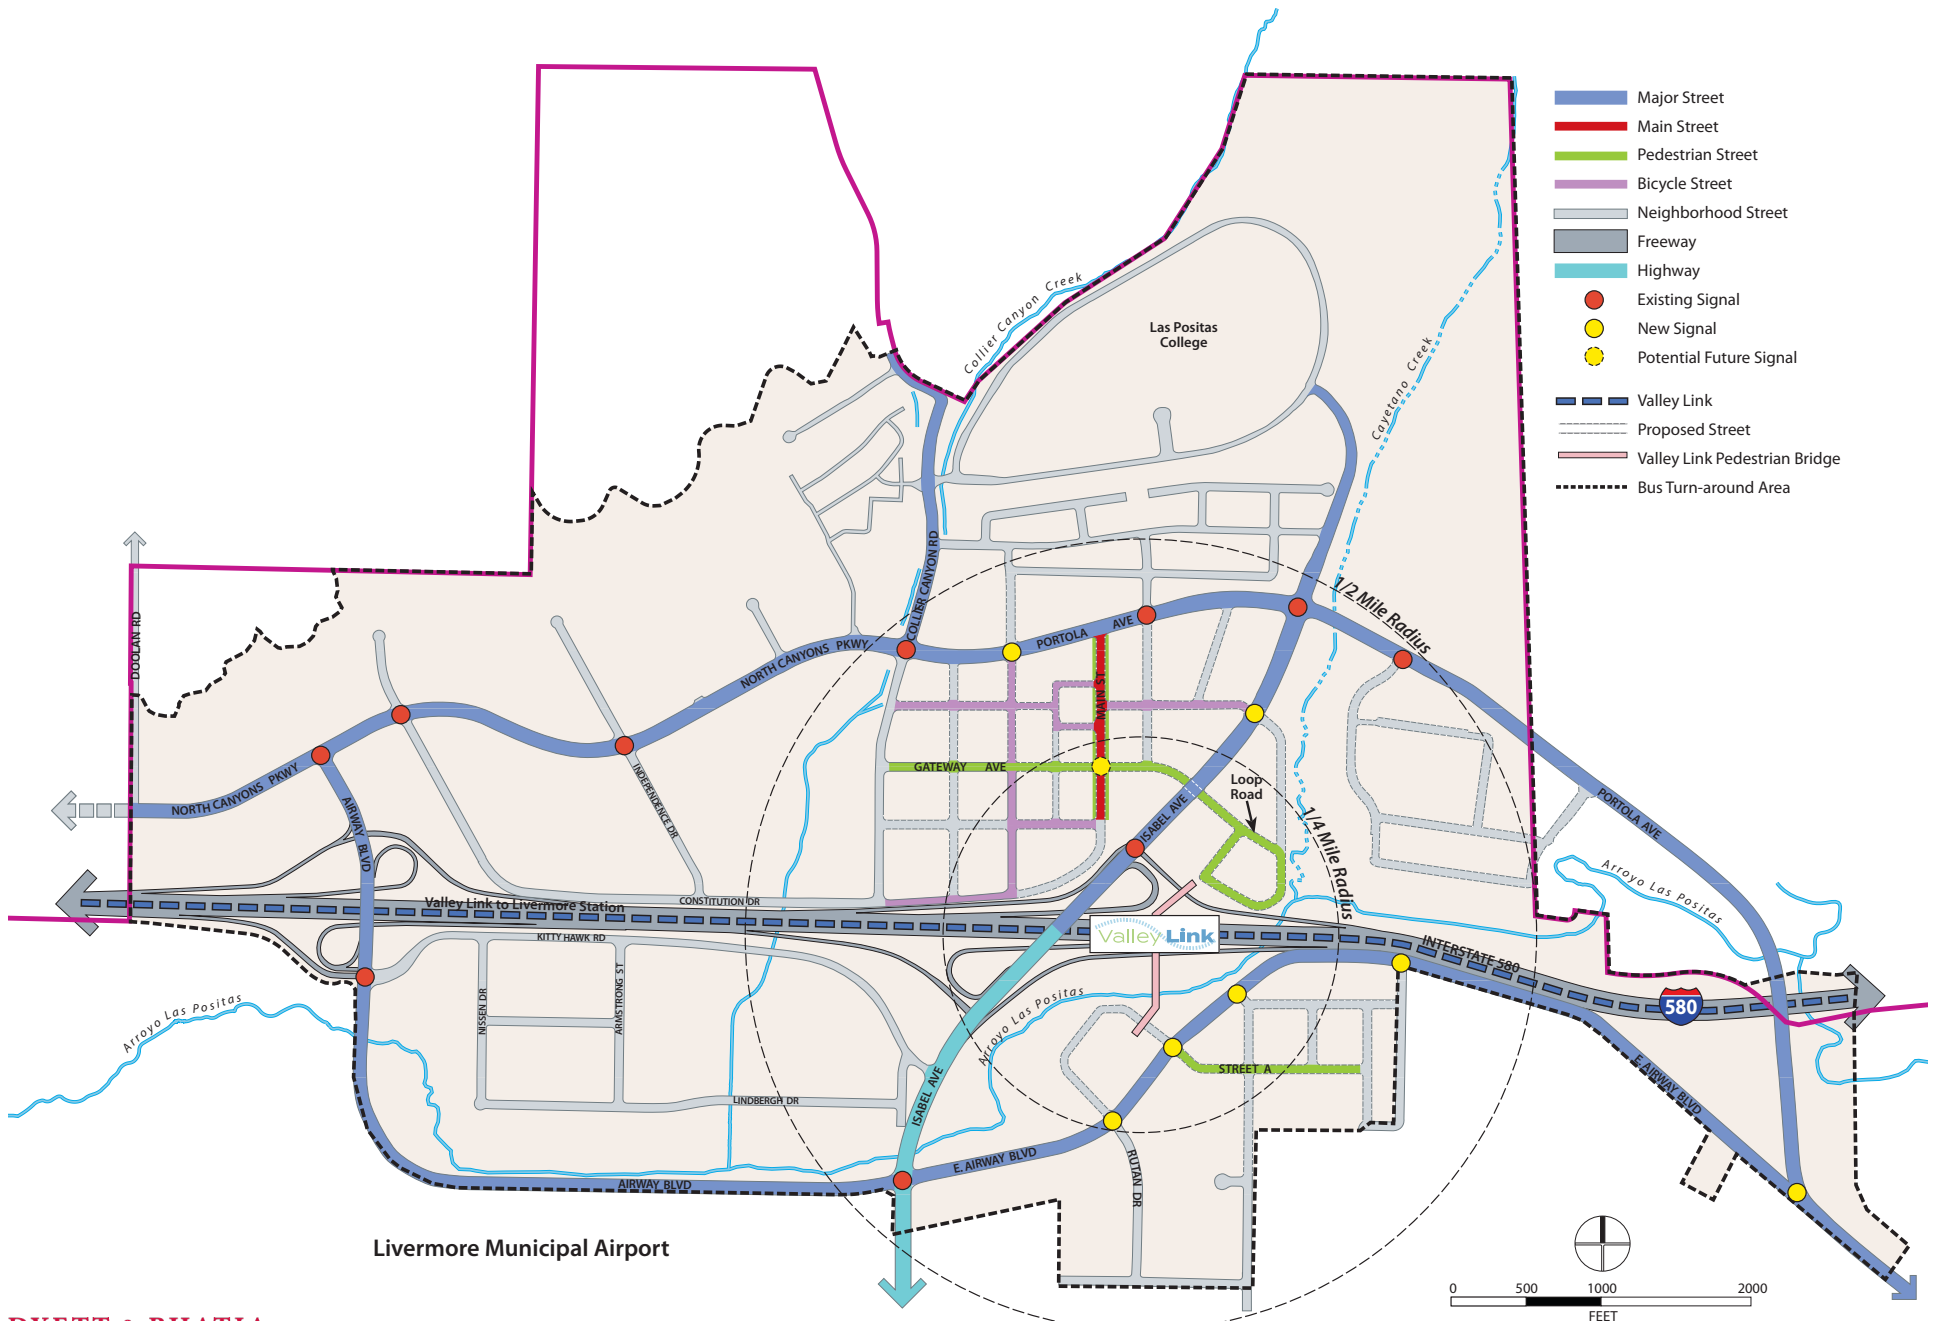 Major Street
Main Street
Pedestrian Street
Bicycle Street
Neighborhood Street
Freeway
Highway
Existing Signal
New Signal
Potential Future Signal
Valley Link
Proposed Street
Valley Link Pedestrian Bridge
Bus Turn-around Area
Collier Canyon Creek
Las Positas
College
Cayetano Creek
DOOLAN RD
COLLIER CANYON RD
1/2 Mile Radius
PORTOLA AVE
NORTH CANYONS PKWY
MAIN ST
GATEWAY AVE
Loop
Road
NORTH CANYONS PKWY
AIRWAY BLVD
INDEPENDENCE DR
ISABEL AVE
1/4 Mile Radius
PORTOLA AVE
Arroyo Las Positas
Valley Link to Livermore Station
CONSTITUTION DR
KITTY HAWK RD
Valley Link
INTERSTATE 580
580
NISSEN DR
ARMSTRONG ST
Arroyo Las Positas
Arroyo Las Positas
STREET A
E AIRWAY BLVD
ISABEL AVE
LINDBERGH DR
E. AIRWAY BLVD
RUTAN DR
AIRWAY BLVD
Livermore Municipal Airport
0 500 1000 2000
FEET